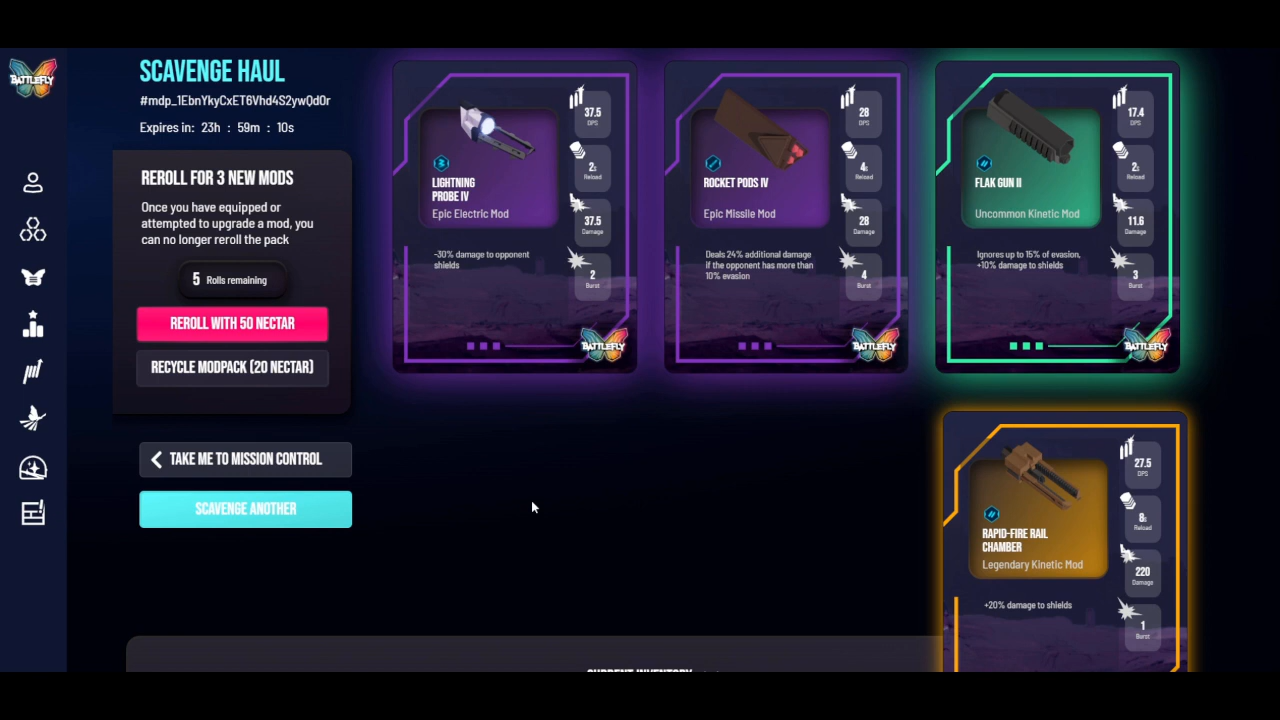 BATTLEFLY
SCAVENGE HAUL
#mdp_1EbnYkyCxET6Vhd4S2ywQdOr
Expires in: 23h : 59m : 10s
REROLL FOR 3 NEW MODS
Once you have equipped or
attempted to upgrade a mod, you
can no longer reroll the pack
5 Rolls remaining
REROLL WITH 50 NECTAR
RECYCLE MODPACK (20 NECTAR)
TAKE ME TO MISSION CONTROL
SCAVENGE ANOTHER
LIGHTNING
PROBE IV
Epic Electric Mod
-30% damage to opponent
shields
37.5
DPS
2s
Reload
37.5
Damage
2
Burst
BATTLEFLY
ROCKET PODS IV
Epic Missile Mod
Deals 24% additional damage
if the opponent has more than
10% evasion
28
DPS
4s
Reload
28
Damage
4
Burst
BATTLEFLY
FLAK GUN II
Uncommon Kinetic Mod
Ignores up to 15% of evasion,
+10% damage to shields
17.4
DPS
2s
Reload
11.6
Damage
3
Burst
BATTLEFLY
RAPID-FIRE RAIL
CHAMBER
Legendary Kinetic Mod
+20% damage to shields
27.5
DPS
8s
Reload
220
Damage
1
Burst
CURRENT INVENTORY